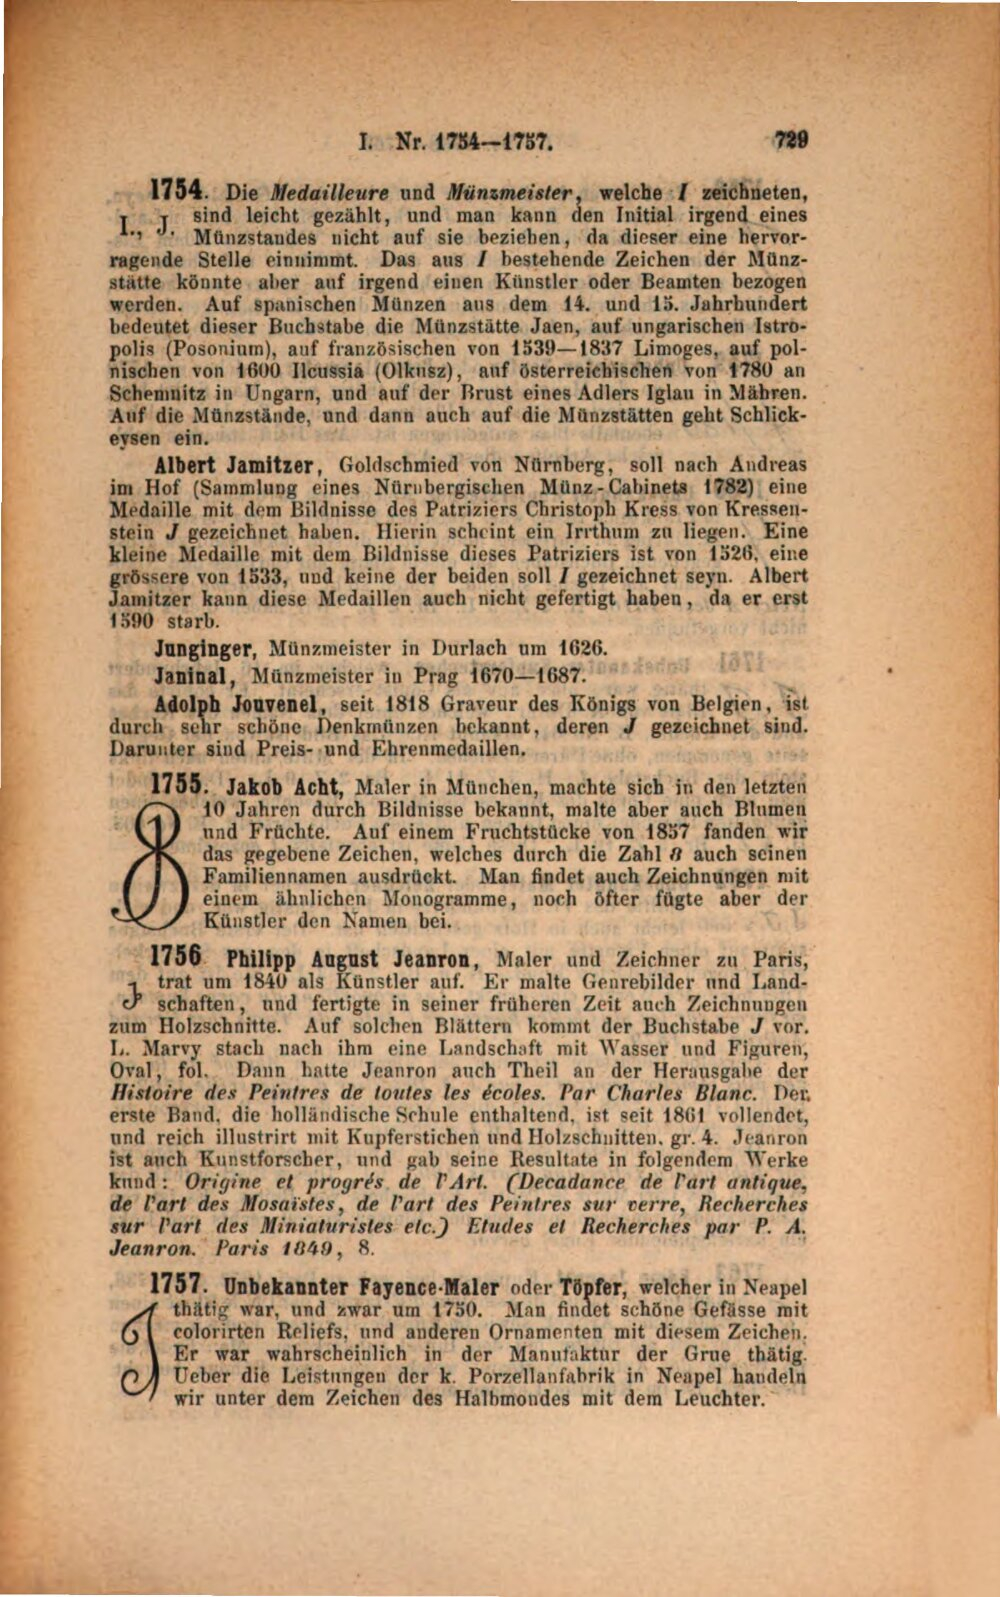 I. Nr. 1754—1757. 729
1754. Die Medailleure und Münzmeister, welche I zeichneten,
I., J. sind leicht gezählt, und man kann den Initial irgend eines
Münzstandes nicht auf sie beziehen, da dieser eine hervor-
ragende Stelle einnimmt. Das aus I bestehende Zeichen der Münz-
stätte könnte aber auf irgend einen Künstler oder Beamten bezogen
werden. Auf spanischen Münzen aus dem 14. und 15. Jahrhundert
bedeutet dieser Buchstabe die Münzstätte Jaen, auf ungarischen Istro-
polis (Posonium), auf französischen von 1539—1837 Limoges, auf pol-
nischen von 1600 Ilcussia (Olkusz), auf österreichischen von 1780 an
Schemnitz in Ungarn, und auf der Brust eines Adlers Iglau in Mähren.
Auf die Münzstände, und dann auch auf die Münzstätten geht Schlick-
eysen ein.
Albert Jamitzer, Goldschmied von Nürnberg, soll nach Andreas
im Hof (Sammlung eines Nürnbergischen Münz-Cabinets 1782) eine
Medaille mit dem Bildnisse des Patriziers Christoph Kress von Kressen-
stein J gezeichnet haben. Hierin scheint ein Irrthum zu liegen. Eine
kleine Medaille mit dem Bildnisse dieses Patriziers ist von 1526, eine
grössere von 1533, und keine der beiden soll I gezeichnet seyn. Albert
Jamitzer kann diese Medaillen auch nicht gefertigt haben, da er erst
1590 starb.
Junginger, Münzmeister in Durlach um 1626.
Janinal, Münzmeister in Prag 1670—1687.
Adolph Jouvenel, seit 1818 Graveur des Königs von Belgien, ist
durch sehr schöne Denkmünzen bekannt, deren J gezeichnet sind.
Darunter sind Preis- und Ehrenmedaillen.
1755. Jakob Acht, Maler in München, machte sich in den letzten
10 Jahren durch Bildnisse bekannt, malte aber auch Blumen
und Früchte. Auf einem Fruchtstücke von 1857 fanden wir
das gegebene Zeichen, welches durch die Zahl 8 auch seinen
Familiennamen ausdrückt. Man findet auch Zeichnungen mit
einem ähnlichen Monogramme, noch öfter fügte aber der
Künstler den Namen bei.
1756 Philipp August Jeanron, Maler und Zeichner zu Paris,
J trat um 1840 als Künstler auf. Er malte Genrebilder und Land-
schaften, und fertigte in seiner früheren Zeit auch Zeichnungen
zum Holzschnitte. Auf solchen Blättern kommt der Buchstabe J vor.
L. Marvy stach nach ihm eine Landschaft mit Wasser und Figuren,
Oval, fol. Dann hatte Jeanron auch Theil an der Herausgabe der
Histoire des Peintres de toutes les écoles. Par Charles Blanc. Der
erste Band, die holländische Schule enthaltend, ist seit 1861 vollendet,
und reich illustrirt mit Kupferstichen und Holzschnitten. gr. 4. Jeanron
ist auch Kunstforscher, und gab seine Resultate in folgendem Werke
kund: Origine et progrés de l'Art. (Decadance de l'art antique,
de l'art des Mosaistes, de l'art des Peintres sur verre, Recherches
sur l'art des Miniaturistes etc.) Etudes et Recherches par P. A.
Jeanron. Paris 1849, 8.
1757. Unbekannter Fayence-Maler oder Töpfer, welcher in Neapel
J thätig war, und zwar um 1750. Man findet schöne Gefässe mit
colorirten Reliefs, und anderen Ornamenten mit diesem Zeichen.
Er war wahrscheinlich in der Manufaktur der Grue thätig.
Ueber die Leistungen der k. Porzellanfabrik in Neapel handeln
wir unter dem Zeichen des Halbmondes mit dem Leuchter.